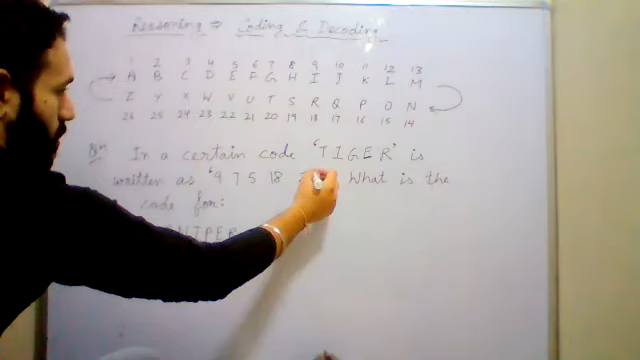 Reasoning ⇒ Coding & Decoding
1 2 3 4 5 6 7 8 9 10 11 12 13
A B C D E F G H I J K L M
Z Y X W V U T S R Q P O N
26 25 24 23 22 21 20 19 18 17 16 15 14
Qn In a certain code 'TIGER' is
written as '9 7 5 18 What is the
code for: